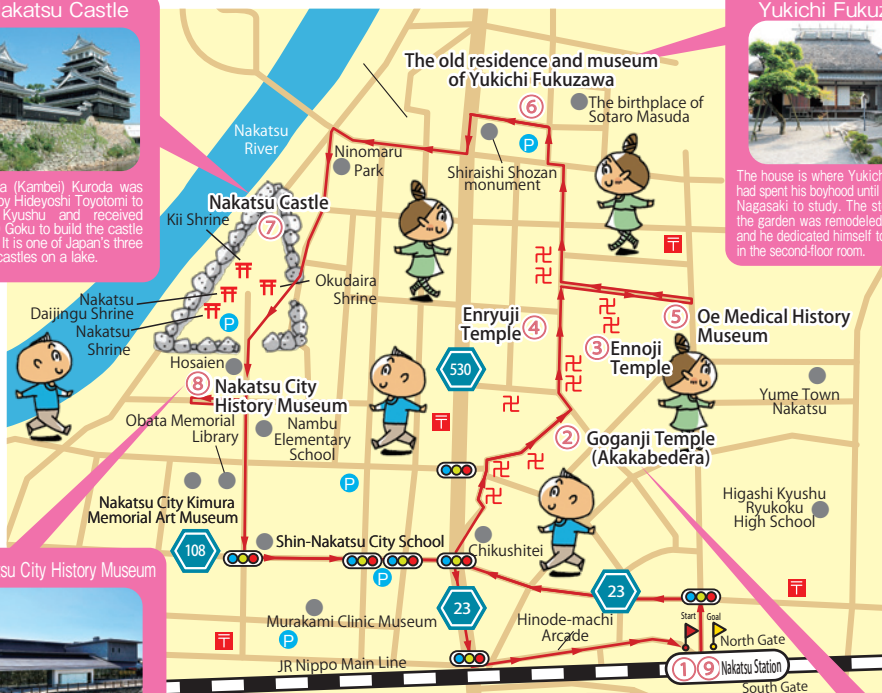 Nakatsu Castle
a (Kambei) Kuroda was
by Hideyoshi Toyotomi to
Kyushu and received
Goku to build the castle
It is one of Japan's three
castles on a lake.
Yukichi Fukuz
The house is where Yukich
had spent his boyhood until
Nagasaki to study. The st
the garden was remodeled
and he dedicated himself to
in the second-floor room.
The old residence and museum
of Yukichi Fukuzawa
⑥
The birthplace of
Sotaro Masuda
P
Shiraishi Shozan
monument
Nakatsu
River
Ninomaru
Park
Nakatsu Castle
⑦
Kii Shrine
Okudaira
Shrine
Nakatsu
Daijingu Shrine
Nakatsu
Shrine
P
Hosaien
⑧ Nakatsu City
History Museum
Enryuji
Temple ④
530
③ Ennoji
Temple
⑤ Oe Medical History
Museum
Yume Town
Nakatsu
Obata Memorial
Library
Nambu
Elementary
School
② Goganji Temple
(Akakabedera)
P
Nakatsu City Kimura
Memorial Art Museum
Higashi Kyushu
Ryukoku
High School
108
Shin-Nakatsu City School
Chikushitei
P
su City History Museum
23
23
Murakami Clinic Museum
P
Hinode-machi
Arcade
Start
Goal
North Gate
JR Nippo Main Line
① ⑨ Nakatsu Station
South Gate